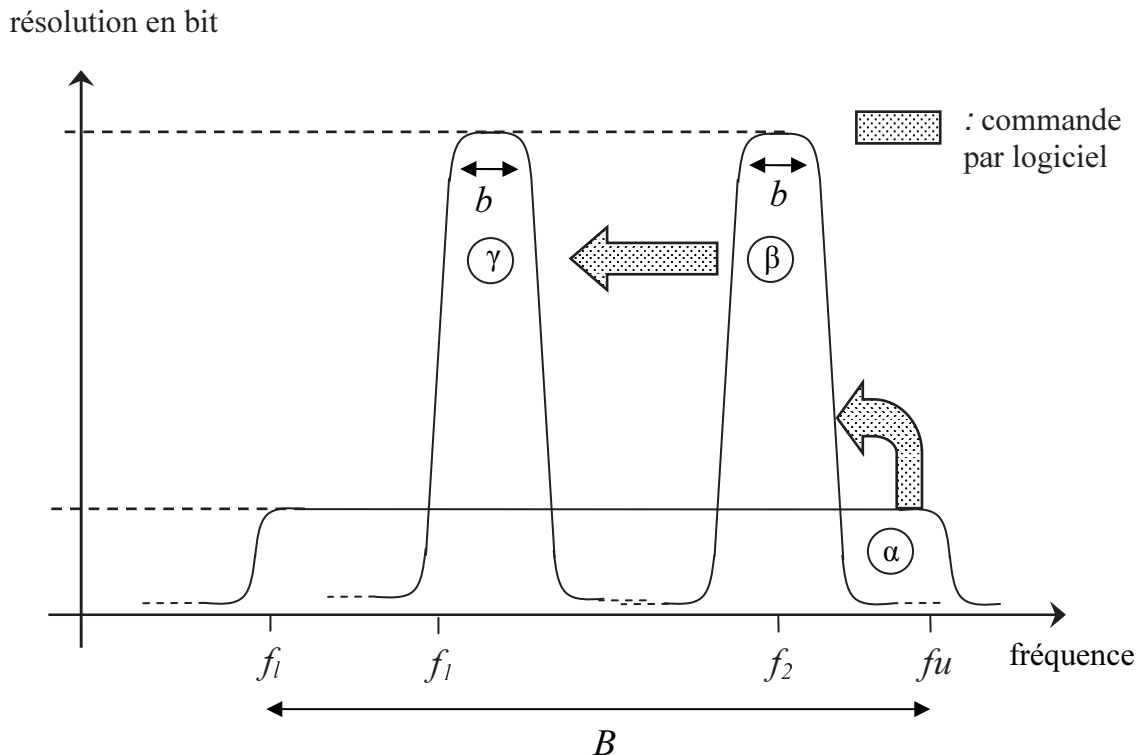 résolution en bit
: commande
par logiciel
b
b
γ
β
α
fl
f1
f2
fu
fréquence
B